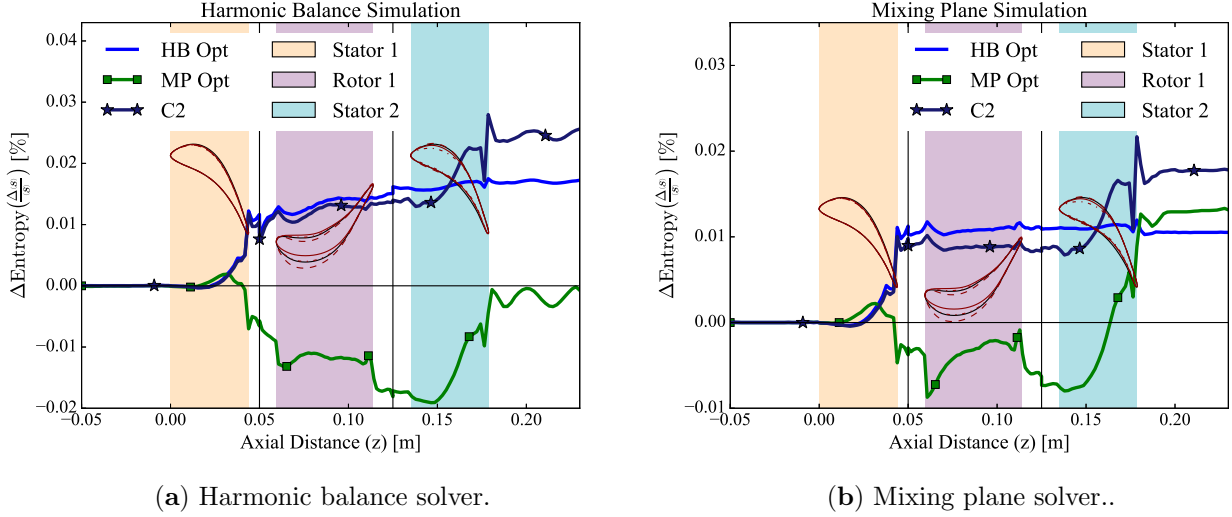 Harmonic Balance Simulation
0.04
0.03
0.02
0.01
0.00
−0.01
−0.02
ΔEntropy [%]
HB Opt
MP Opt
C2
Stator 1
Rotor 1
Stator 2
−0.05 0.00 0.05 0.10 0.15 0.20
Axial Distance (z) [m]
(a) Harmonic balance solver.
Mixing Plane Simulation
0.03
0.02
0.01
0.00
−0.01
ΔEntropy [%]
HB Opt
MP Opt
C2
Stator 1
Rotor 1
Stator 2
−0.05 0.00 0.05 0.10 0.15 0.20
Axial Distance (z) [m]
(b) Mixing plane solver..